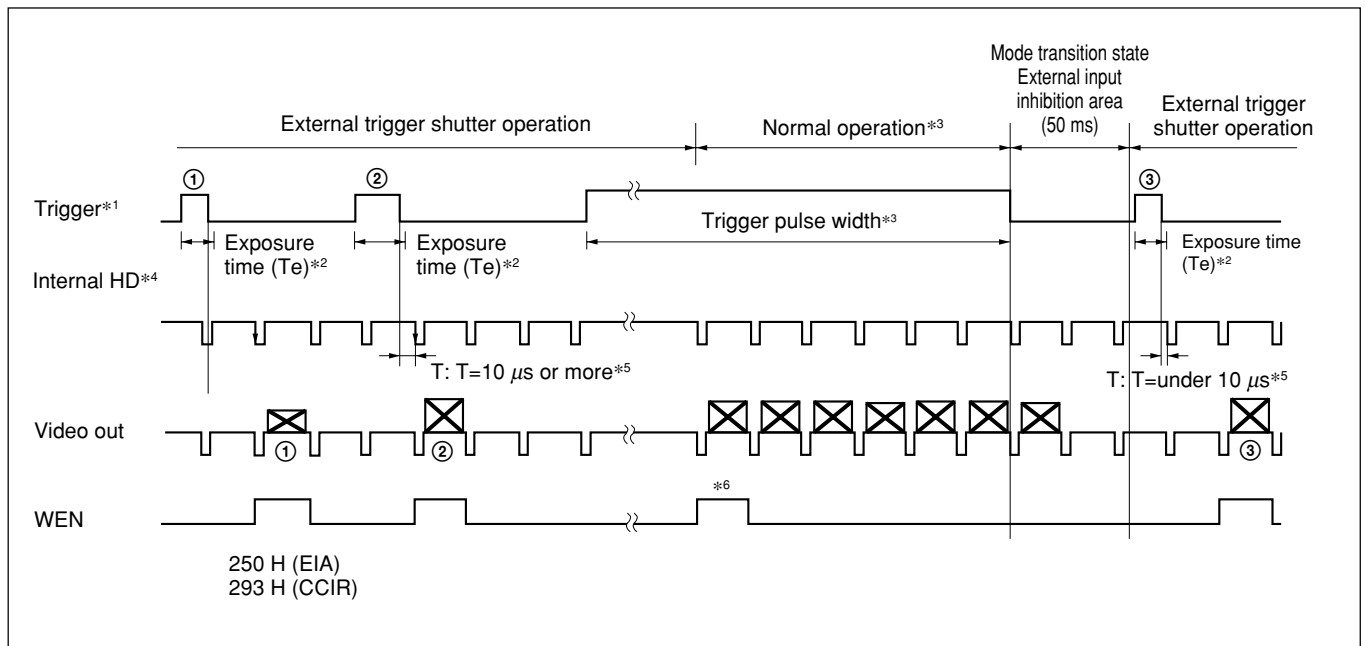 Mode transition state
External input
inhibition area
(50 ms)
External trigger shutter operation
Normal operation*3
External trigger
shutter operation
① ② ③
Trigger*1
Trigger pulse width*3
Exposure
time (Te)*2
Exposure
time (Te)*2
Exposure time
(Te)*2
Internal HD*4
T: T=10 μs or more*5
T: T=under 10 μs*5
Video out
① ② ③
*6
WEN
250 H (EIA)
293 H (CCIR)